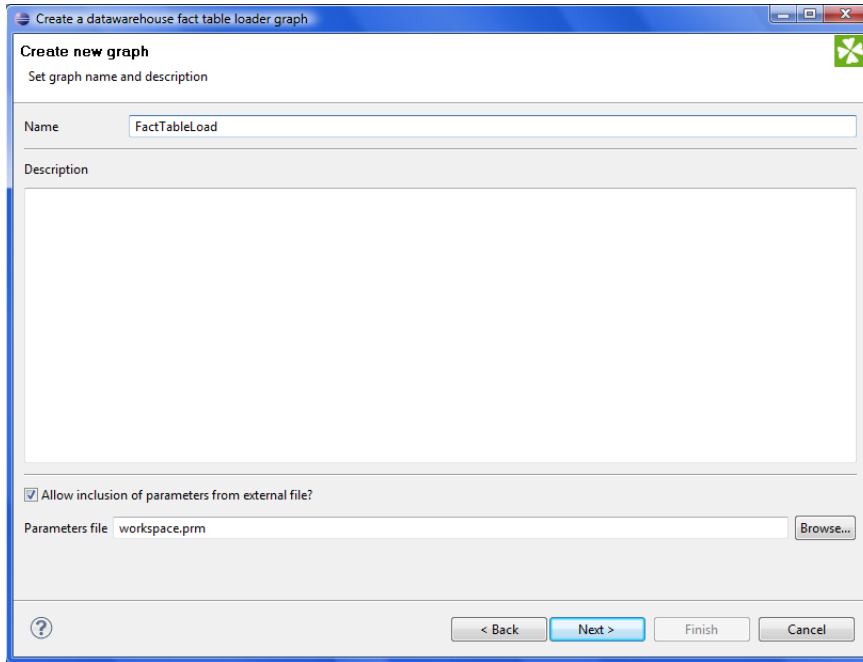 Create a datawarehouse fact table loader graph
Create new graph
Set graph name and description
Name FactTableLoad
Description
Allow inclusion of parameters from external file?
Parameters file workspace.prm Browse...
? < Back Next > Finish Cancel